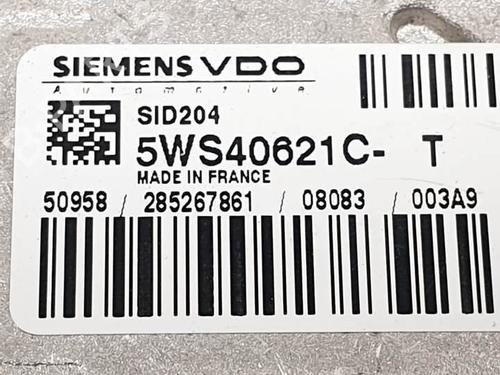 SIEMENS VDO
Automotive
SID204
5WS40621C- T
MADE IN FRANCE
50958 / 285267861 / 08083 / 003A9